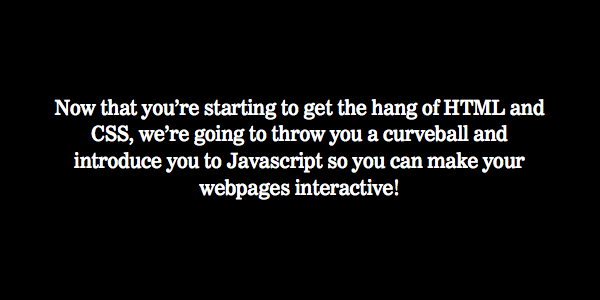 Now that you’re starting to get the hang of HTML and
CSS, we’re going to throw you a curveball and
introduce you to Javascript so you can make your
webpages interactive!